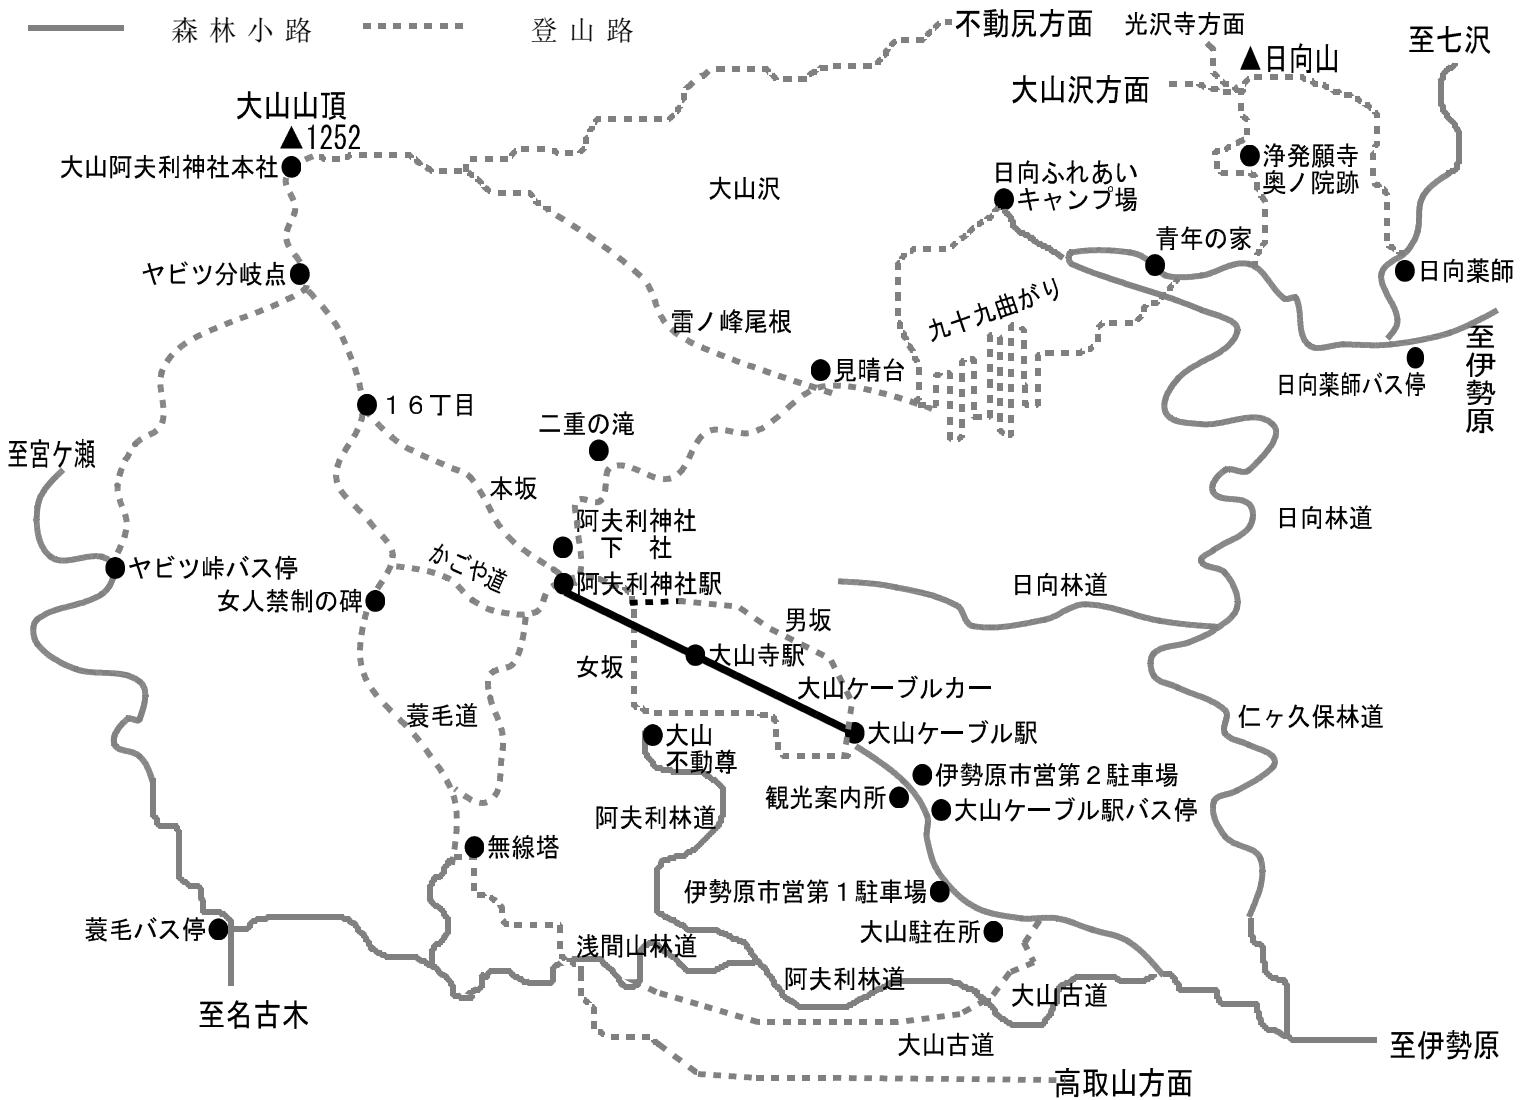 森林小路
登山路
不動尻方面
光沢寺方面
至七沢
▲日向山
大山沢方面
大山山頂
▲1252
大山阿夫利神社本社
浄発願寺
奥ノ院跡
日向ふれあい
キャンプ場
大山沢
青年の家
ヤビツ分岐点
日向薬師
九十九曲がり
雷ノ峰尾根
至伊勢原
見晴台
日向薬師バス停
16丁目
二重の滝
至宮ケ瀬
本坂
阿夫利神社
下 社
日向林道
かごや道
ヤビツ峠バス停
阿夫利神社駅
日向林道
女人禁制の碑
男坂
大山寺駅
女坂
大山ケーブルカー
蓑毛道
仁ヶ久保林道
大山
不動尊
大山ケーブル駅
伊勢原市営第2駐車場
観光案内所
大山ケーブル駅バス停
阿夫利林道
無線塔
伊勢原市営第1駐車場
蓑毛バス停
大山駐在所
浅間山林道
阿夫利林道
大山古道
至名古木
大山古道
至伊勢原
高取山方面